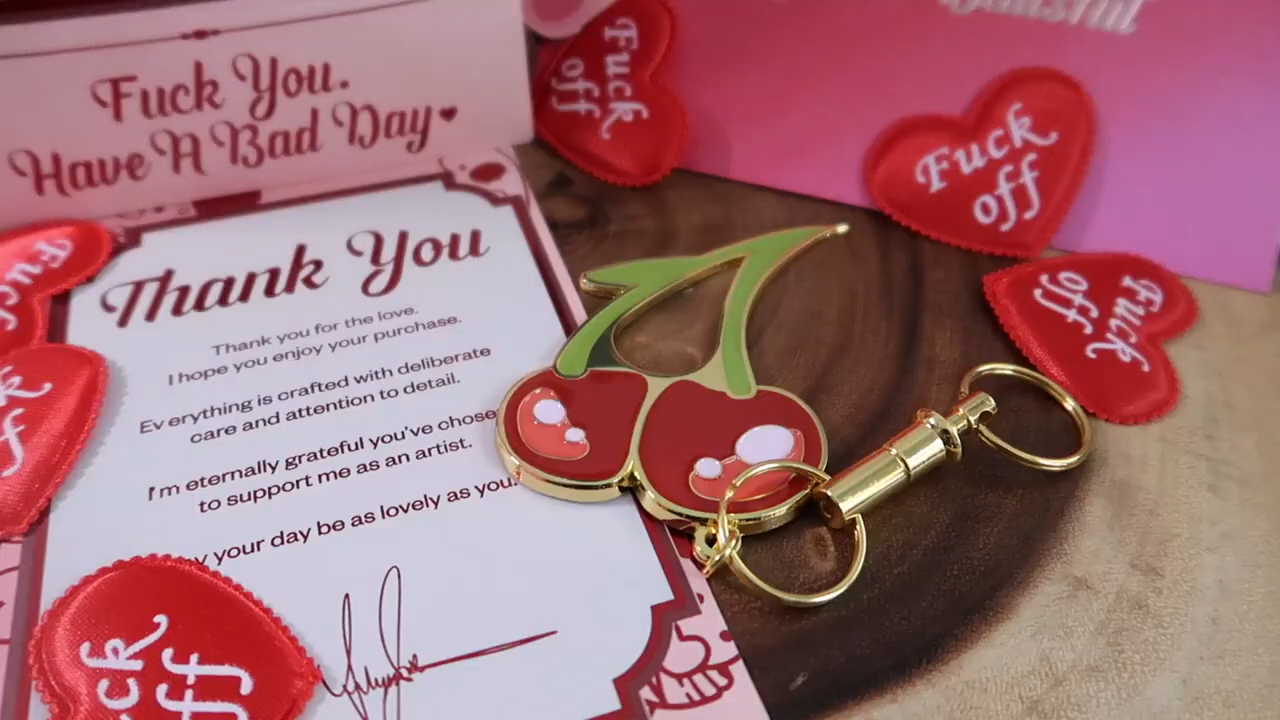 Fuck You.
Have A Bad Day
Fuck
off
Fuck
off
Fuck
off
Thank You
Thank you for the love.
I hope you enjoy your purchase.
Everything is crafted with deliberate
care and attention to detail.
I'm eternally grateful you've chose
to support me as an artist.
your day be as lovely as you.